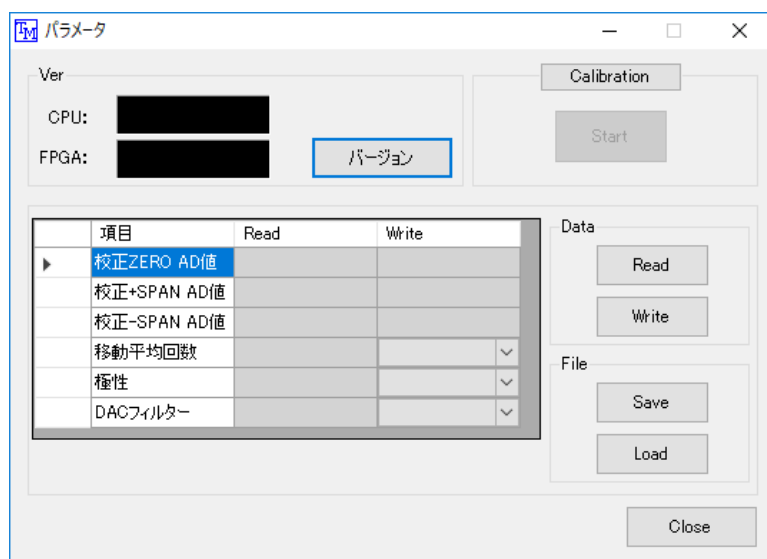 TM パラメータ
Ver
CPU:
FPGA:
バージョン
Calibration
Start
項目 Read Write
校正ZERO AD値
校正+SPAN AD値
校正-SPAN AD値
移動平均回数
極性
DACフィルター
Data
Read
Write
File
Save
Load
Close